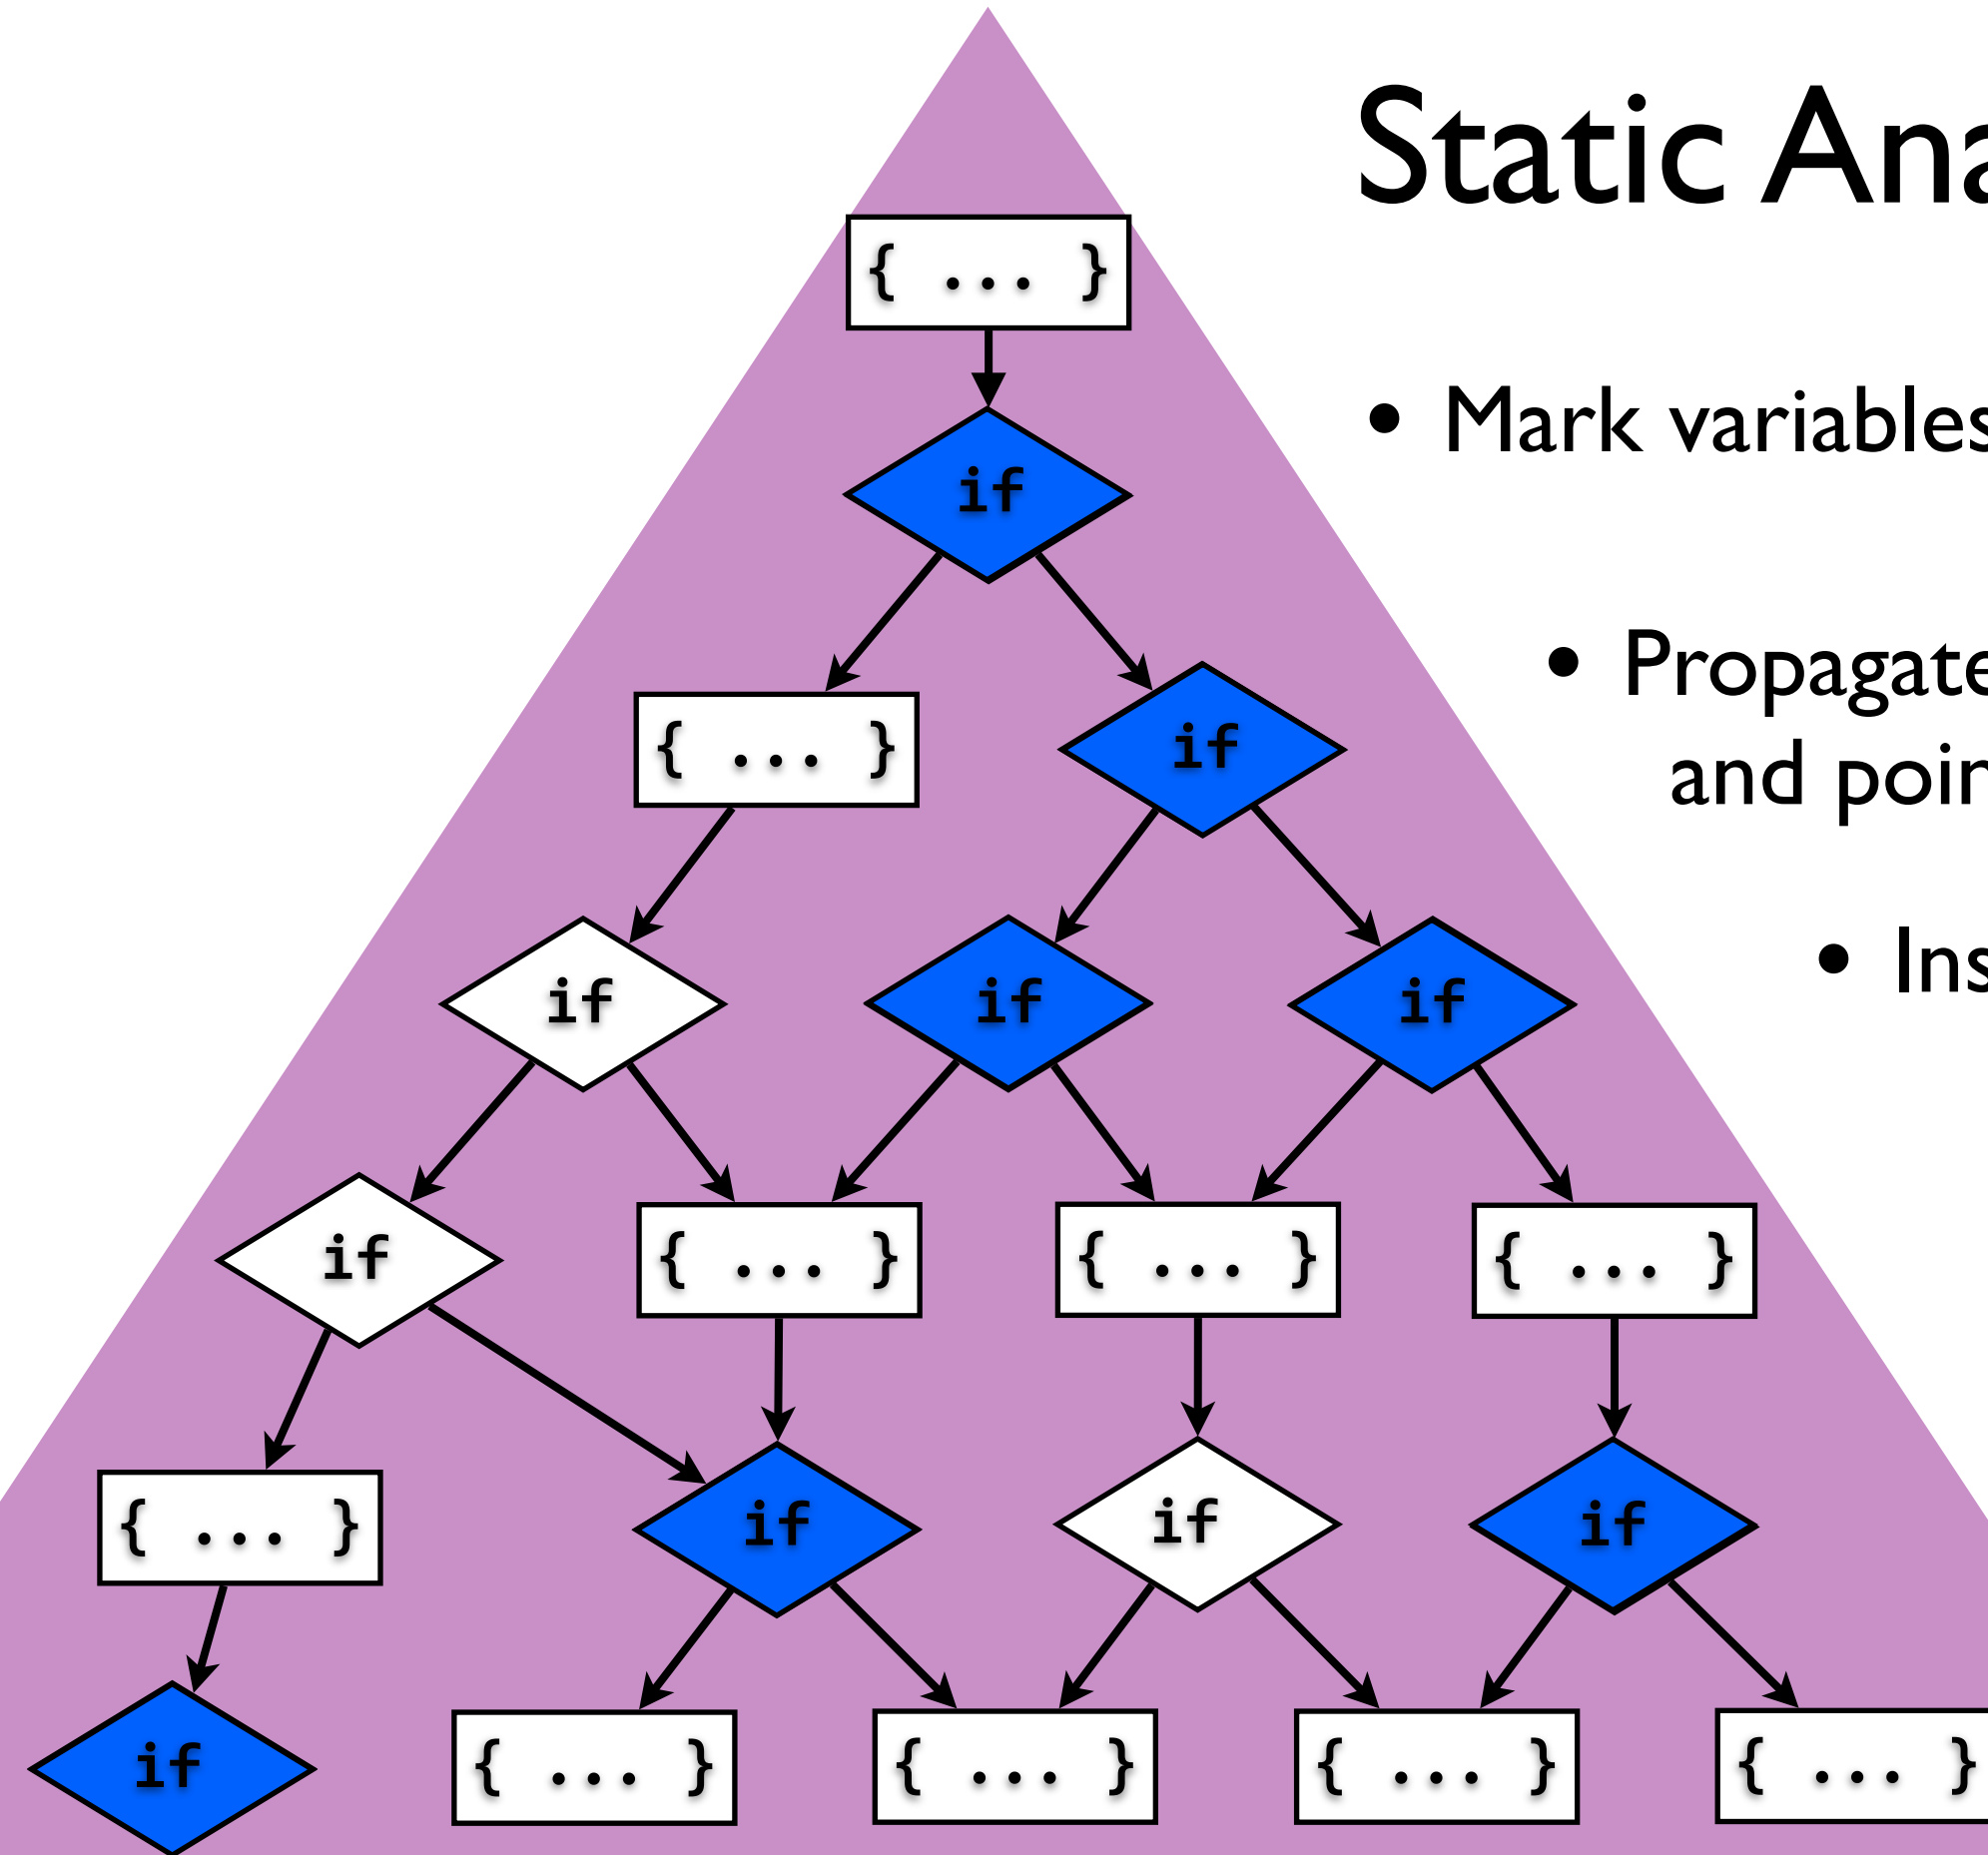 Static Ana
{ ... }
• Mark variables
if
• Propagate
{ ... } if
and poin
• Ins
if if if
if { ... } { ... } { ... }
{ ... } if if if
if { ... } { ... } { ... } { ... }